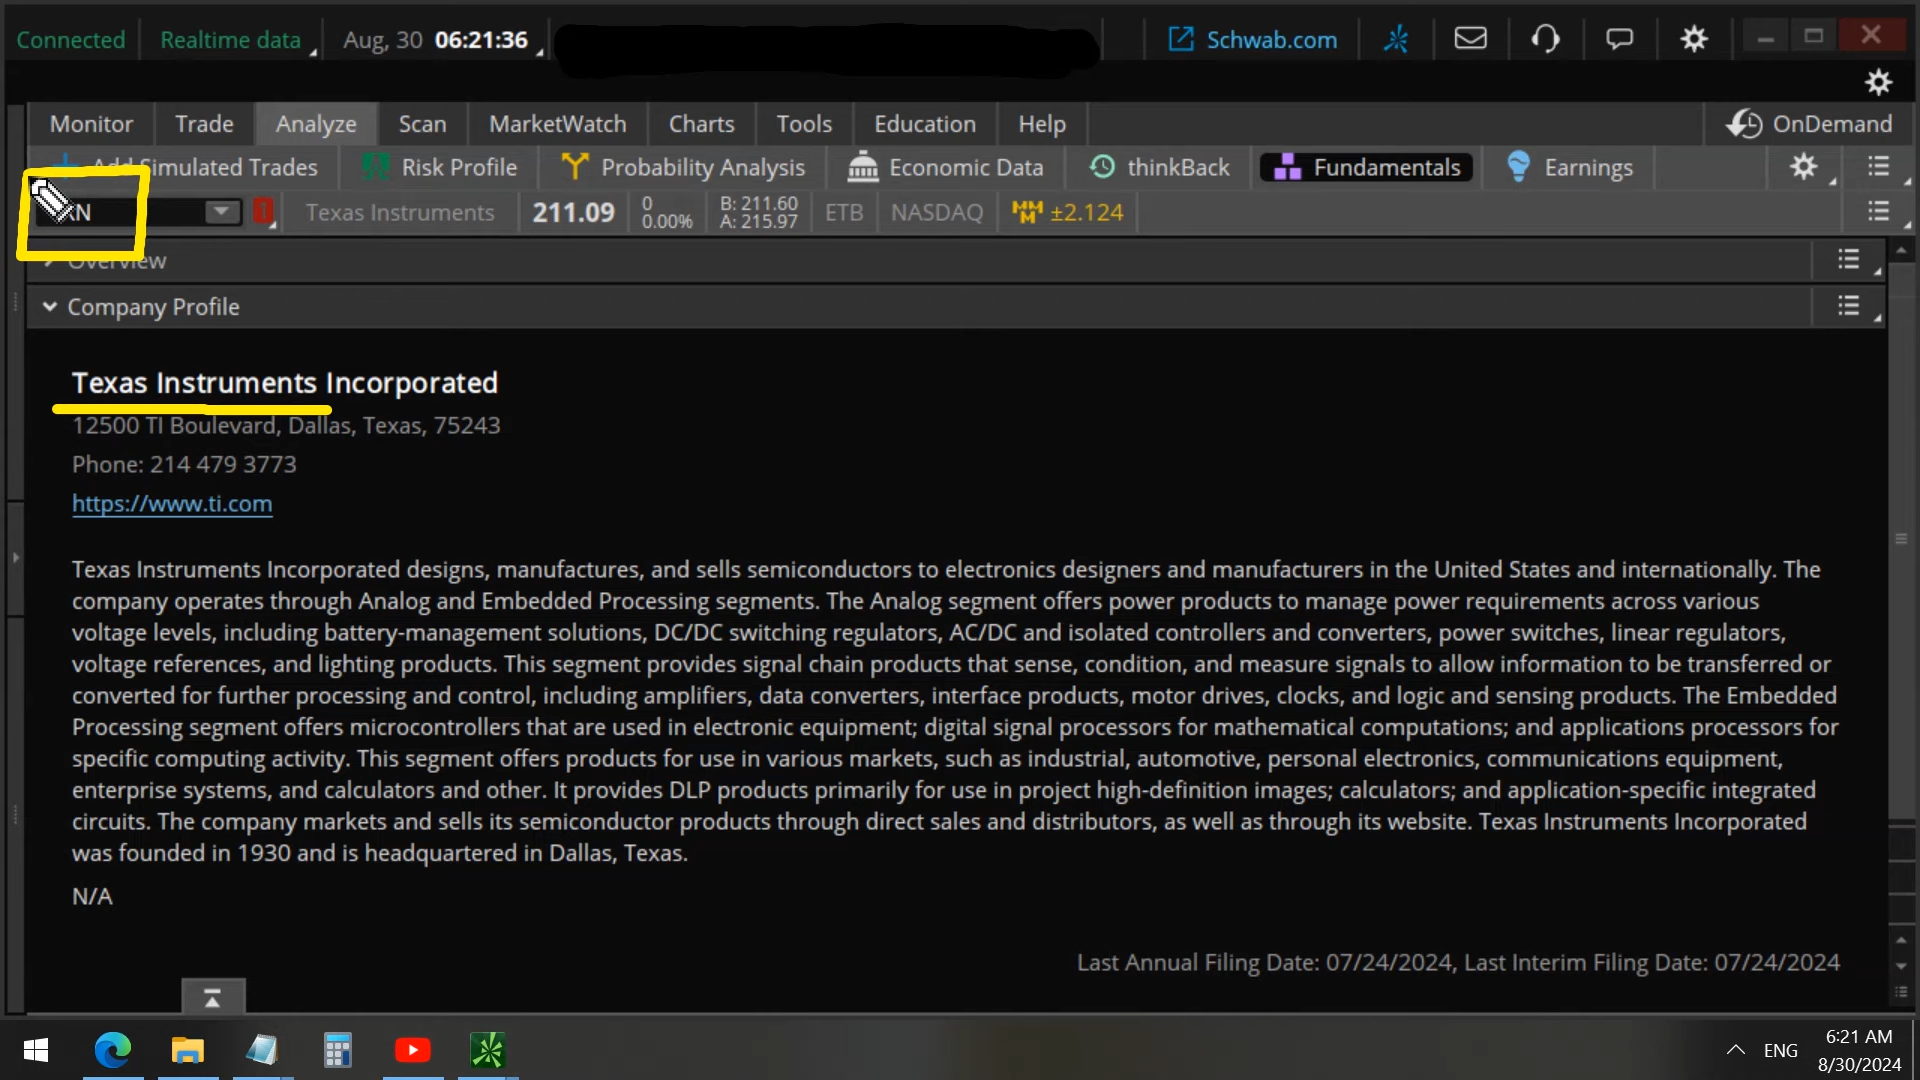 Connected Realtime data Aug, 30 06:21:36 Schwab.com
Monitor Trade Analyze Scan MarketWatch Charts Tools Education Help OnDemand
Add Simulated Trades Risk Profile Probability Analysis Economic Data thinkBack Fundamentals Earnings
1 Texas Instruments 211.09 0 B: 211.60 ETB NASDAQ ±2.124
0.00% A: 215.97
Overview
Company Profile
Texas Instruments Incorporated
12500 TI Boulevard, Dallas, Texas, 75243
Phone: 214 479 3773
https://www.ti.com
Texas Instruments Incorporated designs, manufactures, and sells semiconductors to electronics designers and manufacturers in the United States and internationally. The
company operates through Analog and Embedded Processing segments. The Analog segment offers power products to manage power requirements across various
voltage levels, including battery-management solutions, DC/DC switching regulators, AC/DC and isolated controllers and converters, power switches, linear regulators,
voltage references, and lighting products. This segment provides signal chain products that sense, condition, and measure signals to allow information to be transferred or
converted for further processing and control, including amplifiers, data converters, interface products, motor drives, clocks, and logic and sensing products. The Embedded
Processing segment offers microcontrollers that are used in electronic equipment; digital signal processors for mathematical computations; and applications processors for
specific computing activity. This segment offers products for use in various markets, such as industrial, automotive, personal electronics, communications equipment,
enterprise systems, and calculators and other. It provides DLP products primarily for use in project high-definition images; calculators; and application-specific integrated
circuits. The company markets and sells its semiconductor products through direct sales and distributors, as well as through its website. Texas Instruments Incorporated
was founded in 1930 and is headquartered in Dallas, Texas.
N/A
Last Annual Filing Date: 07/24/2024, Last Interim Filing Date: 07/24/2024
ENG 6:21 AM
8/30/2024